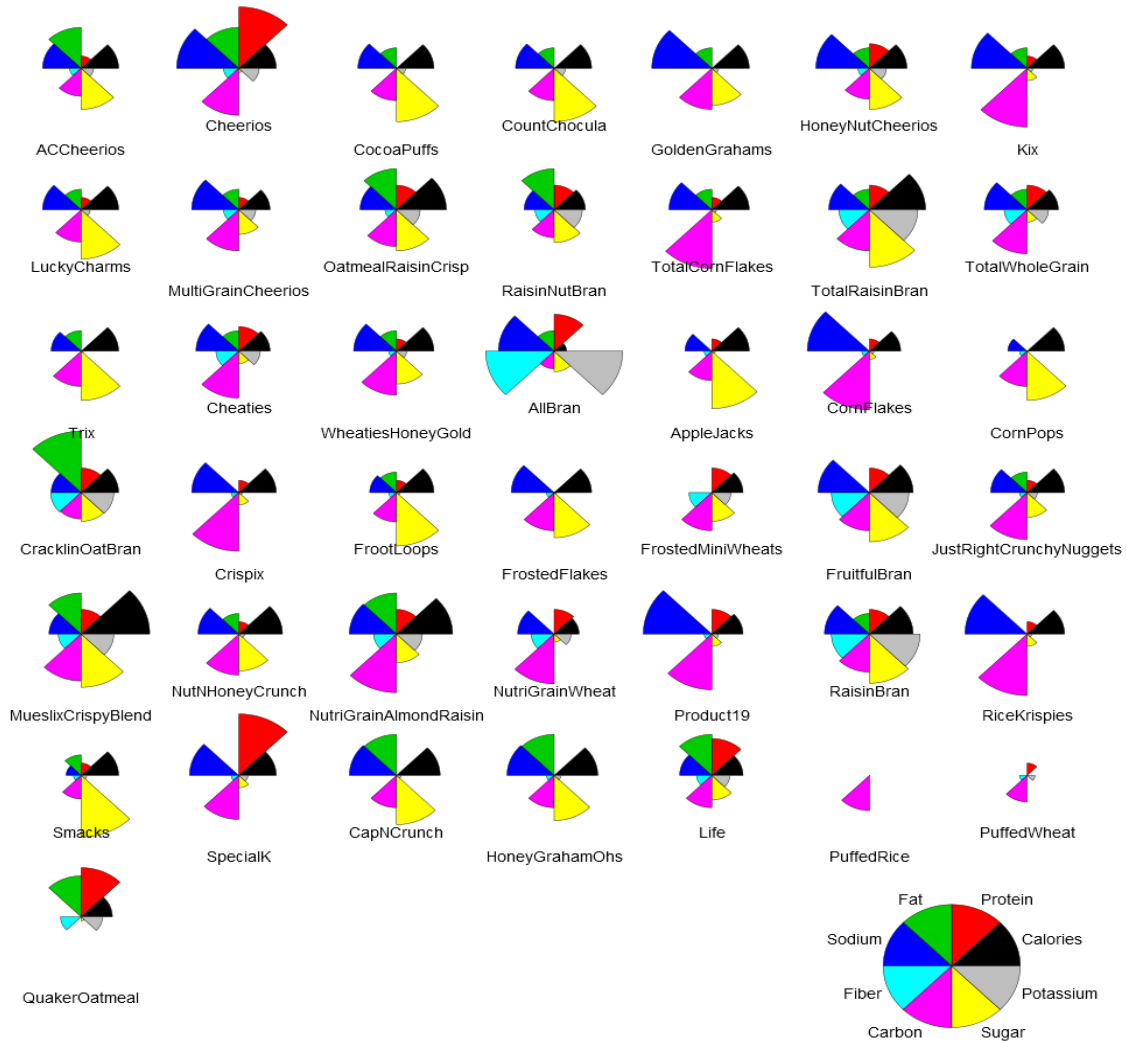 ACCheerios
Cheerios
CocoaPuffs
CountChocula
GoldenGrahams
HoneyNutCheerios
Kix
LuckyCharms
MultiGrainCheerios
OatmealRaisinCrisp
RaisinNutBran
TotalCornFlakes
TotalRaisinBran
TotalWholeGrain
Trix
Cheaties
WheatiesHoneyGold
AllBran
AppleJacks
CornFlakes
CornPops
CracklinOatBran
Crispix
FrootLoops
FrostedFlakes
FrostedMiniWheats
FruitfulBran
JustRightCrunchyNuggets
MueslixCrispyBlend
NutNHoneyCrunch
NutriGrainAlmondRaisin
NutriGrainWheat
Product19
RaisinBran
RiceKrispies
Smacks
SpecialK
CapNCrunch
HoneyGrahamOhs
Life
PuffedRice
PuffedWheat
QuakerOatmeal
Fat
Protein
Sodium
Calories
Fiber
Potassium
Carbon
Sugar